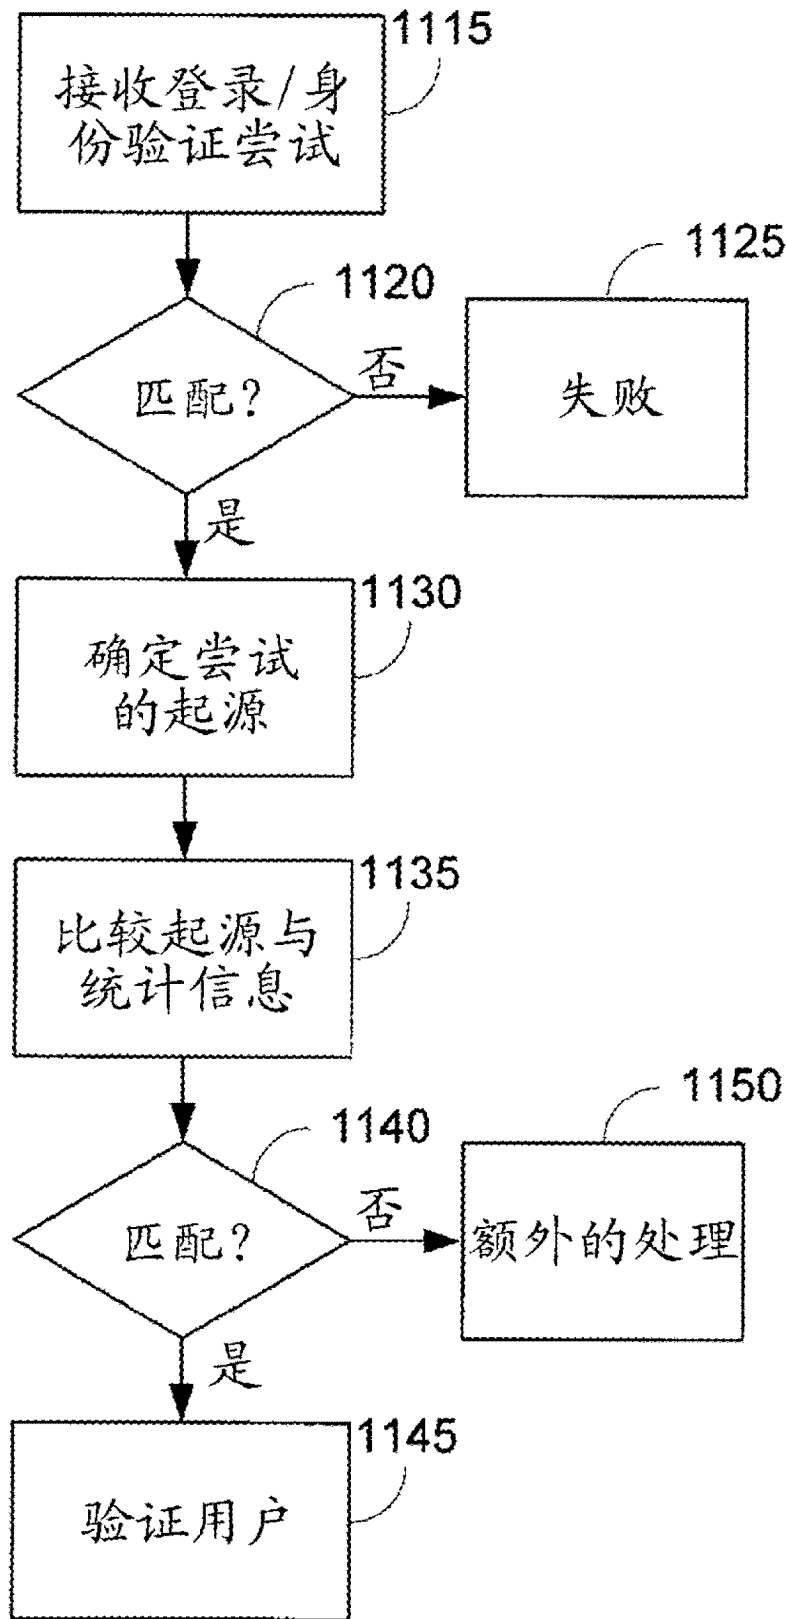 1115
接收登录/身
份验证尝试
1120
1125
匹配?
否
失败
是
1130
确定尝试
的起源
1135
比较起源与
统计信息
1140
1150
匹配?
否
额外的处理
是
1145
验证用户